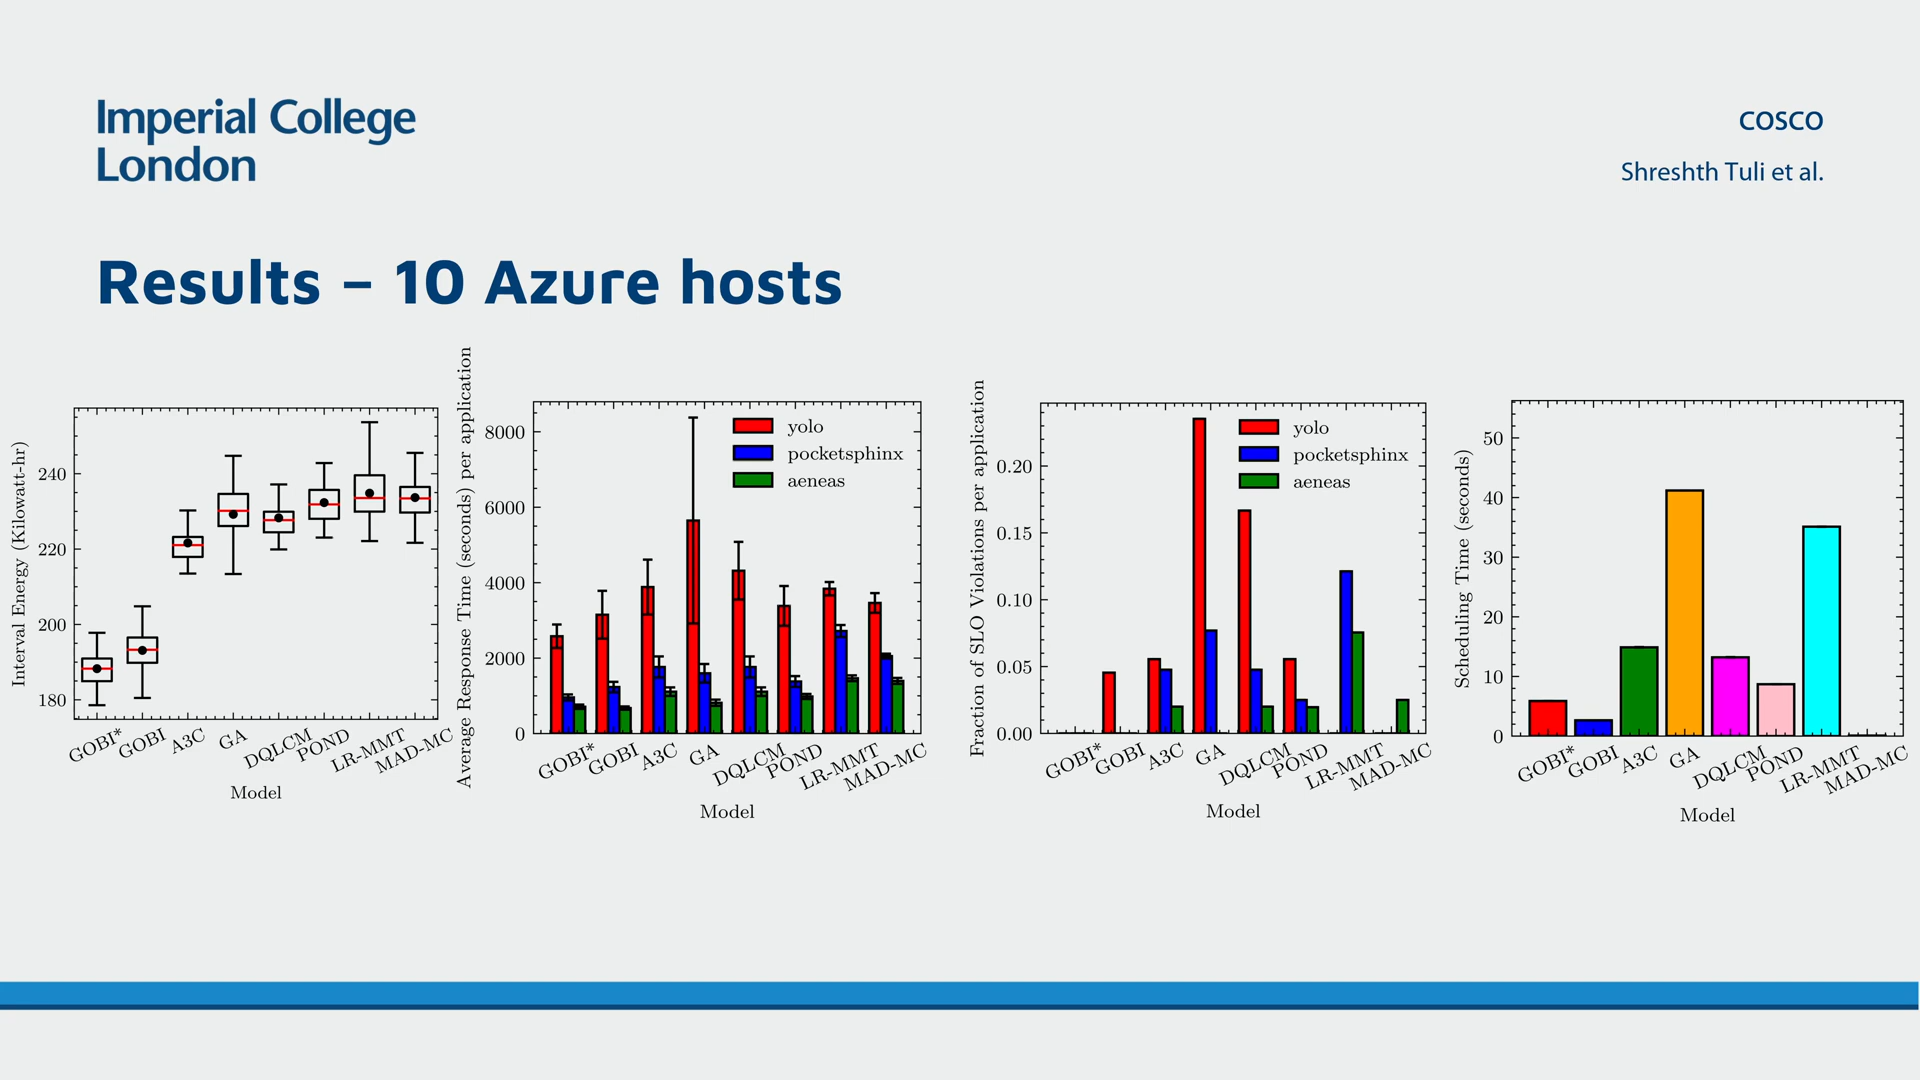 Imperial College
London
COSCO
Shreshth Tuli et al.
Results – 10 Azure hosts
Interval Energy (Kilowatt-hr)
240
220
200
180
GOBI*
GOBI
A3C
GA
DQLCM
POND
LR-MMT
MAD-MC
Model
Average Response Time (seconds) per application
8000
6000
4000
2000
0
yolo
pocketsphinx
aeneas
GOBI*
GOBI
A3C
GA
DQLCM
POND
LR-MMT
MAD-MC
Model
Fraction of SLO Violations per application
0.20
0.15
0.10
0.05
0.00
yolo
pocketsphinx
aeneas
GOBI*
GOBI
A3C
GA
DQLCM
POND
LR-MMT
MAD-MC
Model
Scheduling Time (seconds)
50
40
30
20
10
0
GOBI*
GOBI
A3C
GA
DQLCM
POND
LR-MMT
MAD-MC
Model